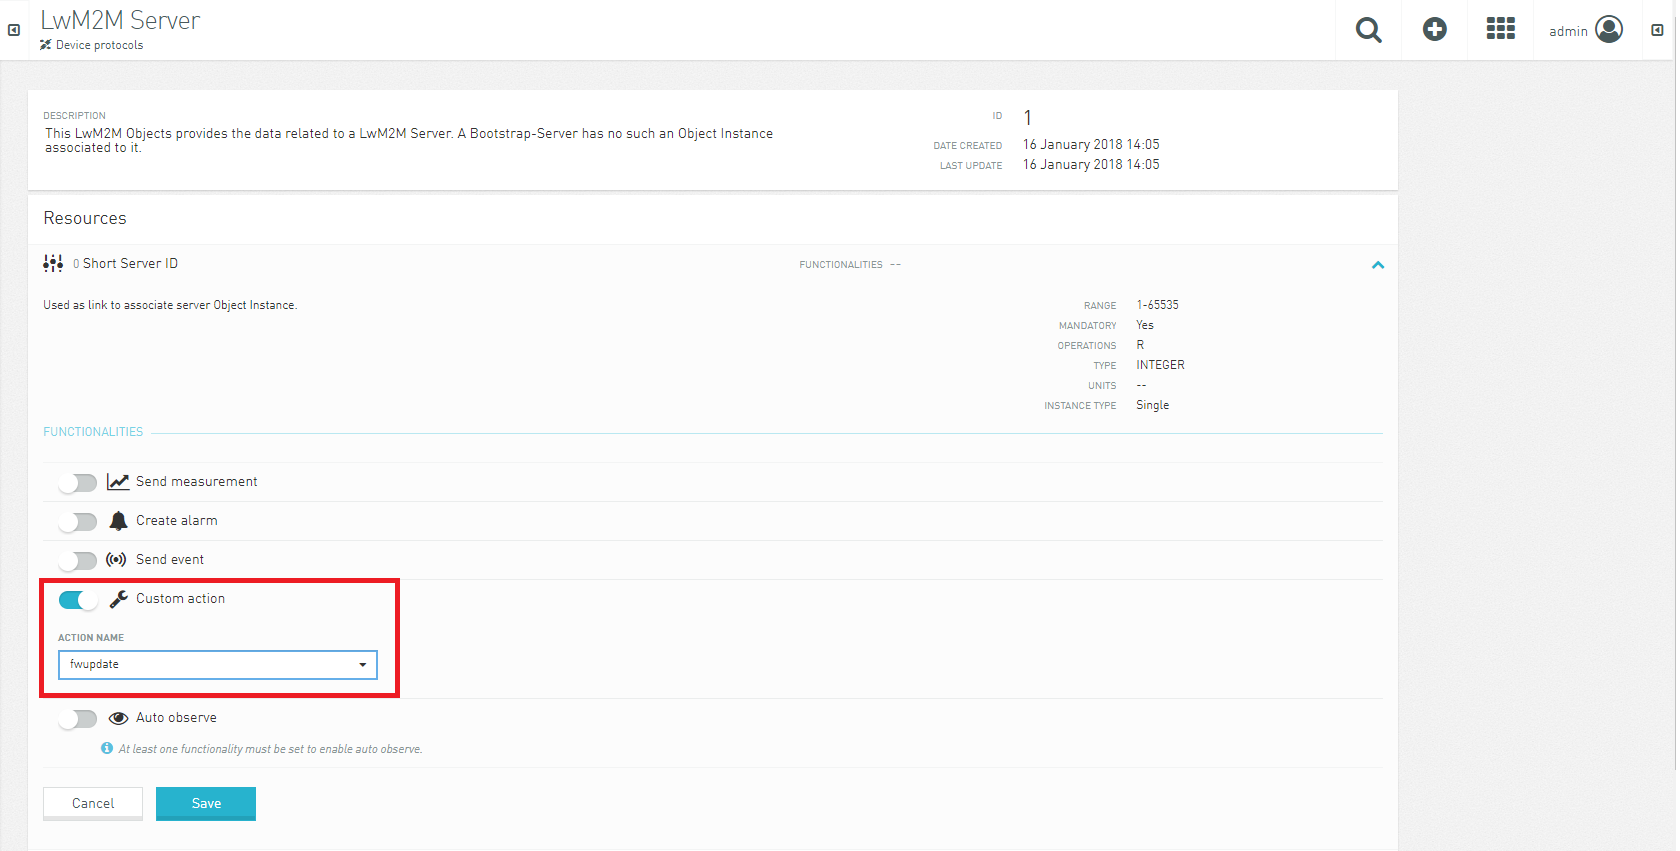 LwM2M Server
Device protocols
admin
DESCRIPTION
This LwM2M Objects provides the data related to a LwM2M Server. A Bootstrap-Server has no such an Object Instance
associated to it.
ID 1
DATE CREATED 16 January 2018 14:05
LAST UPDATE 16 January 2018 14:05
Resources
0 Short Server ID
FUNCTIONALITIES --
Used as link to associate server Object Instance.
RANGE 1-65535
MANDATORY Yes
OPERATIONS R
TYPE INTEGER
UNITS --
INSTANCE TYPE Single
FUNCTIONALITIES
Send measurement
Create alarm
Send event
Custom action
ACTION NAME
fwupdate
Auto observe
At least one functionality must be set to enable auto observe.
Cancel Save